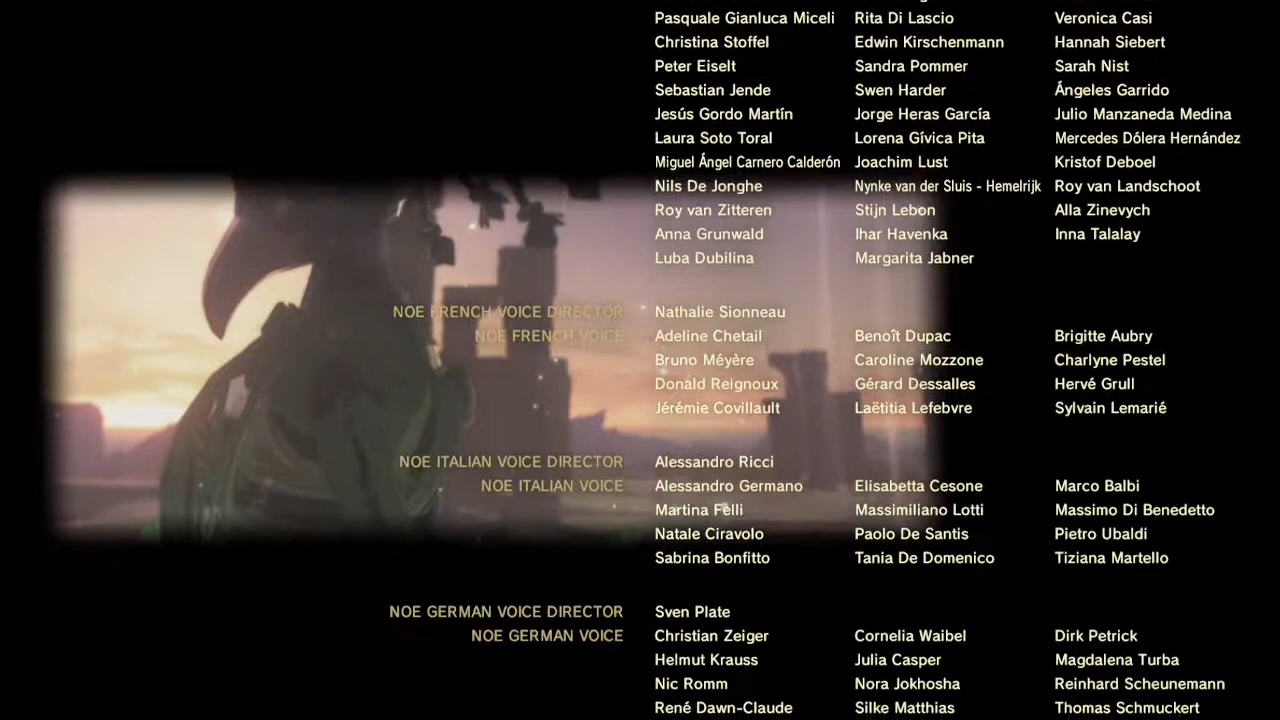 Pasquale Gianluca Miceli Rita Di Lascio Veronica Casi
Christina Stoffel Edwin Kirschenmann Hannah Siebert
Peter Eiselt Sandra Pommer Sarah Nist
Sebastian Jende Swen Harder Ángeles Garrido
Jesús Gordo Martín Jorge Heras García Julio Manzaneda Medina
Laura Soto Toral Lorena Gívica Pita Mercedes Dólera Hernández
Miguel Ángel Carnero Calderón Joachim Lust Kristof Deboel
Nils De Jonghe Nynke van der Sluis - Hemelrijk Roy van Landschoot
Roy van Zitteren Stijn Lebon Alla Zinevych
Anna Grunwald Ihar Havenka Inna Talalay
Luba Dubilina Margarita Jabner
NOE FRENCH VOICE DIRECTOR Nathalie Sionneau
NOE FRENCH VOICE Adeline Chetail Benoît Dupac Brigitte Aubry
Bruno Méyère Caroline Mozzone Charlyne Pestel
Donald Reignoux Gérard Dessalles Hervé Grull
Jérémie Covillault Laëtitia Lefebvre Sylvain Lemarié
NOE ITALIAN VOICE DIRECTOR Alessandro Ricci
NOE ITALIAN VOICE Alessandro Germano Elisabetta Cesone Marco Balbi
Martina Felli Massimiliano Lotti Massimo Di Benedetto
Natale Ciravolo Paolo De Santis Pietro Ubaldi
Sabrina Bonfitto Tania De Domenico Tiziana Martello
NOE GERMAN VOICE DIRECTOR Sven Plate
NOE GERMAN VOICE Christian Zeiger Cornelia Waibel Dirk Petrick
Helmut Krauss Julia Casper Magdalena Turba
Nic Romm Nora Jokhosha Reinhard Scheunemann
René Dawn-Claude Silke Matthias Thomas Schmuckert